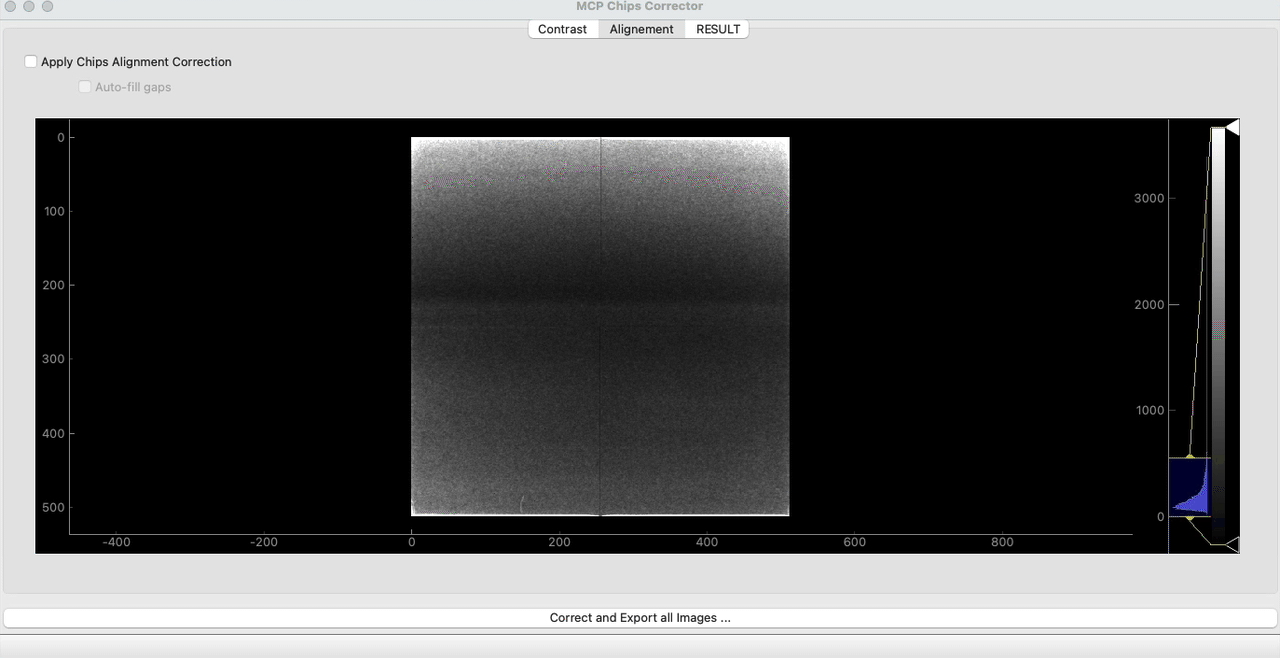 MCP Chips Corrector
Contrast Alignement RESULT
Apply Chips Alignment Correction
Auto-fill gaps
0
100
200
300
400
500
-400 -200 0 200 400 600 800
3000
2000
1000
0
Correct and Export all Images ...